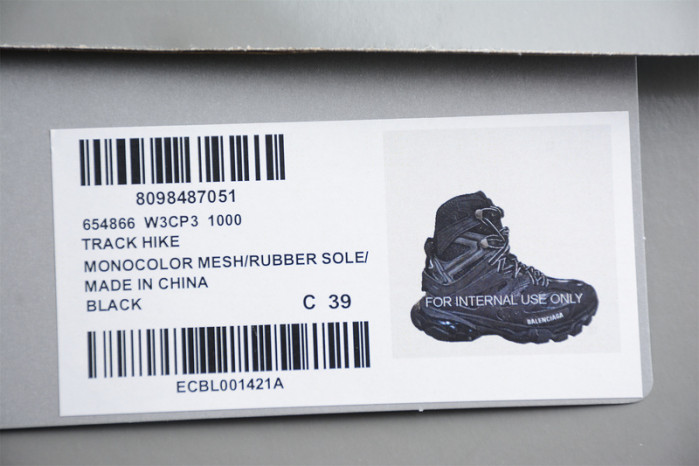 8098487051
654866 W3CP3 1000
TRACK HIKE
MONOCOLOR MESH/RUBBER SOLE/
MADE IN CHINA
BLACK C 39
ECBL001421A
FOR INTERNAL USE ONLY
BALENCIAGA